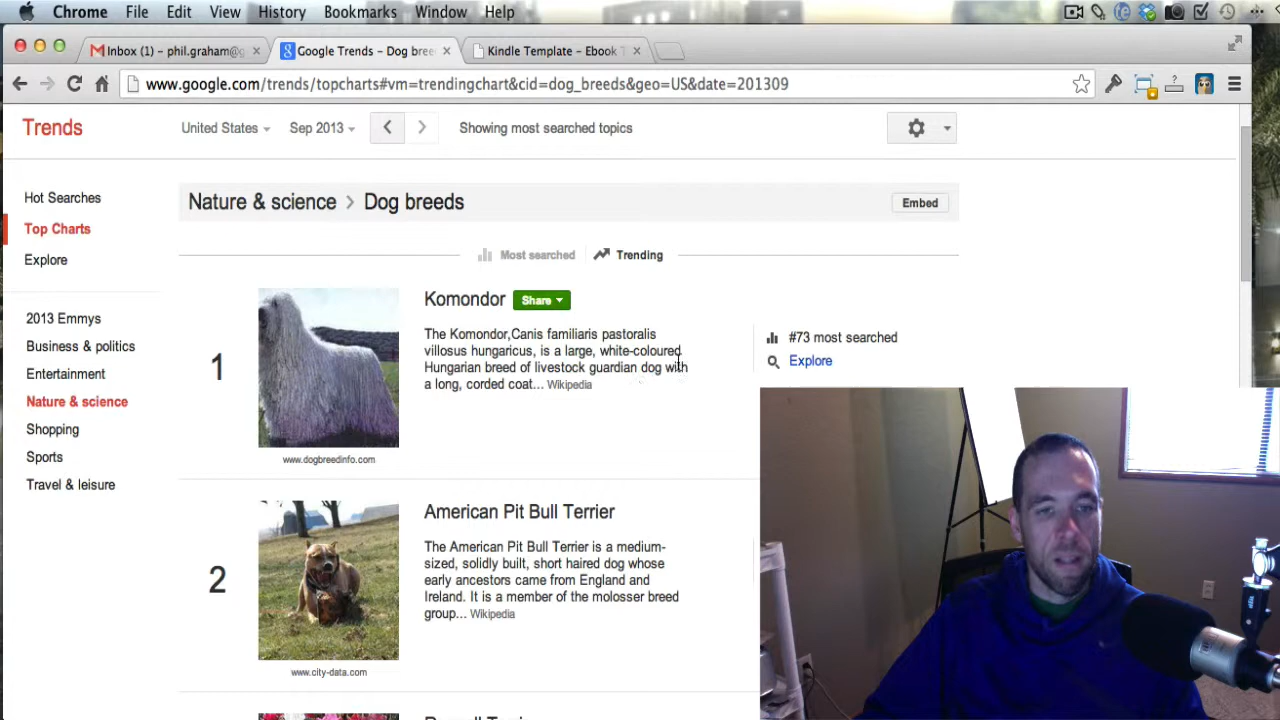 Chrome File Edit View History Bookmarks Window Help
Inbox (1) - phil.graham@g
Google Trends - Dog bree
Kindle Template - Ebook T
www.google.com/trends/topcharts#vm=trendingchart&cid=dog_breeds&geo=US&date=201309
Trends
United States
Sep 2013
Showing most searched topics
Hot Searches
Top Charts
Explore
2013 Emmys
Business & politics
Entertainment
Nature & science
Shopping
Sports
Travel & leisure
Nature & science > Dog breeds
Embed
Most searched
Trending
1
www.dogbreedinfo.com
Komondor
Share
The Komondor,Canis familiaris pastoralis
villosus hungaricus, is a large, white-coloured
Hungarian breed of livestock guardian dog with
a long, corded coat... Wikipedia
#73 most searched
Explore
2
www.city-data.com
American Pit Bull Terrier
The American Pit Bull Terrier is a medium-
sized, solidly built, short haired dog whose
early ancestors came from England and
Ireland. It is a member of the molosser breed
group... Wikipedia